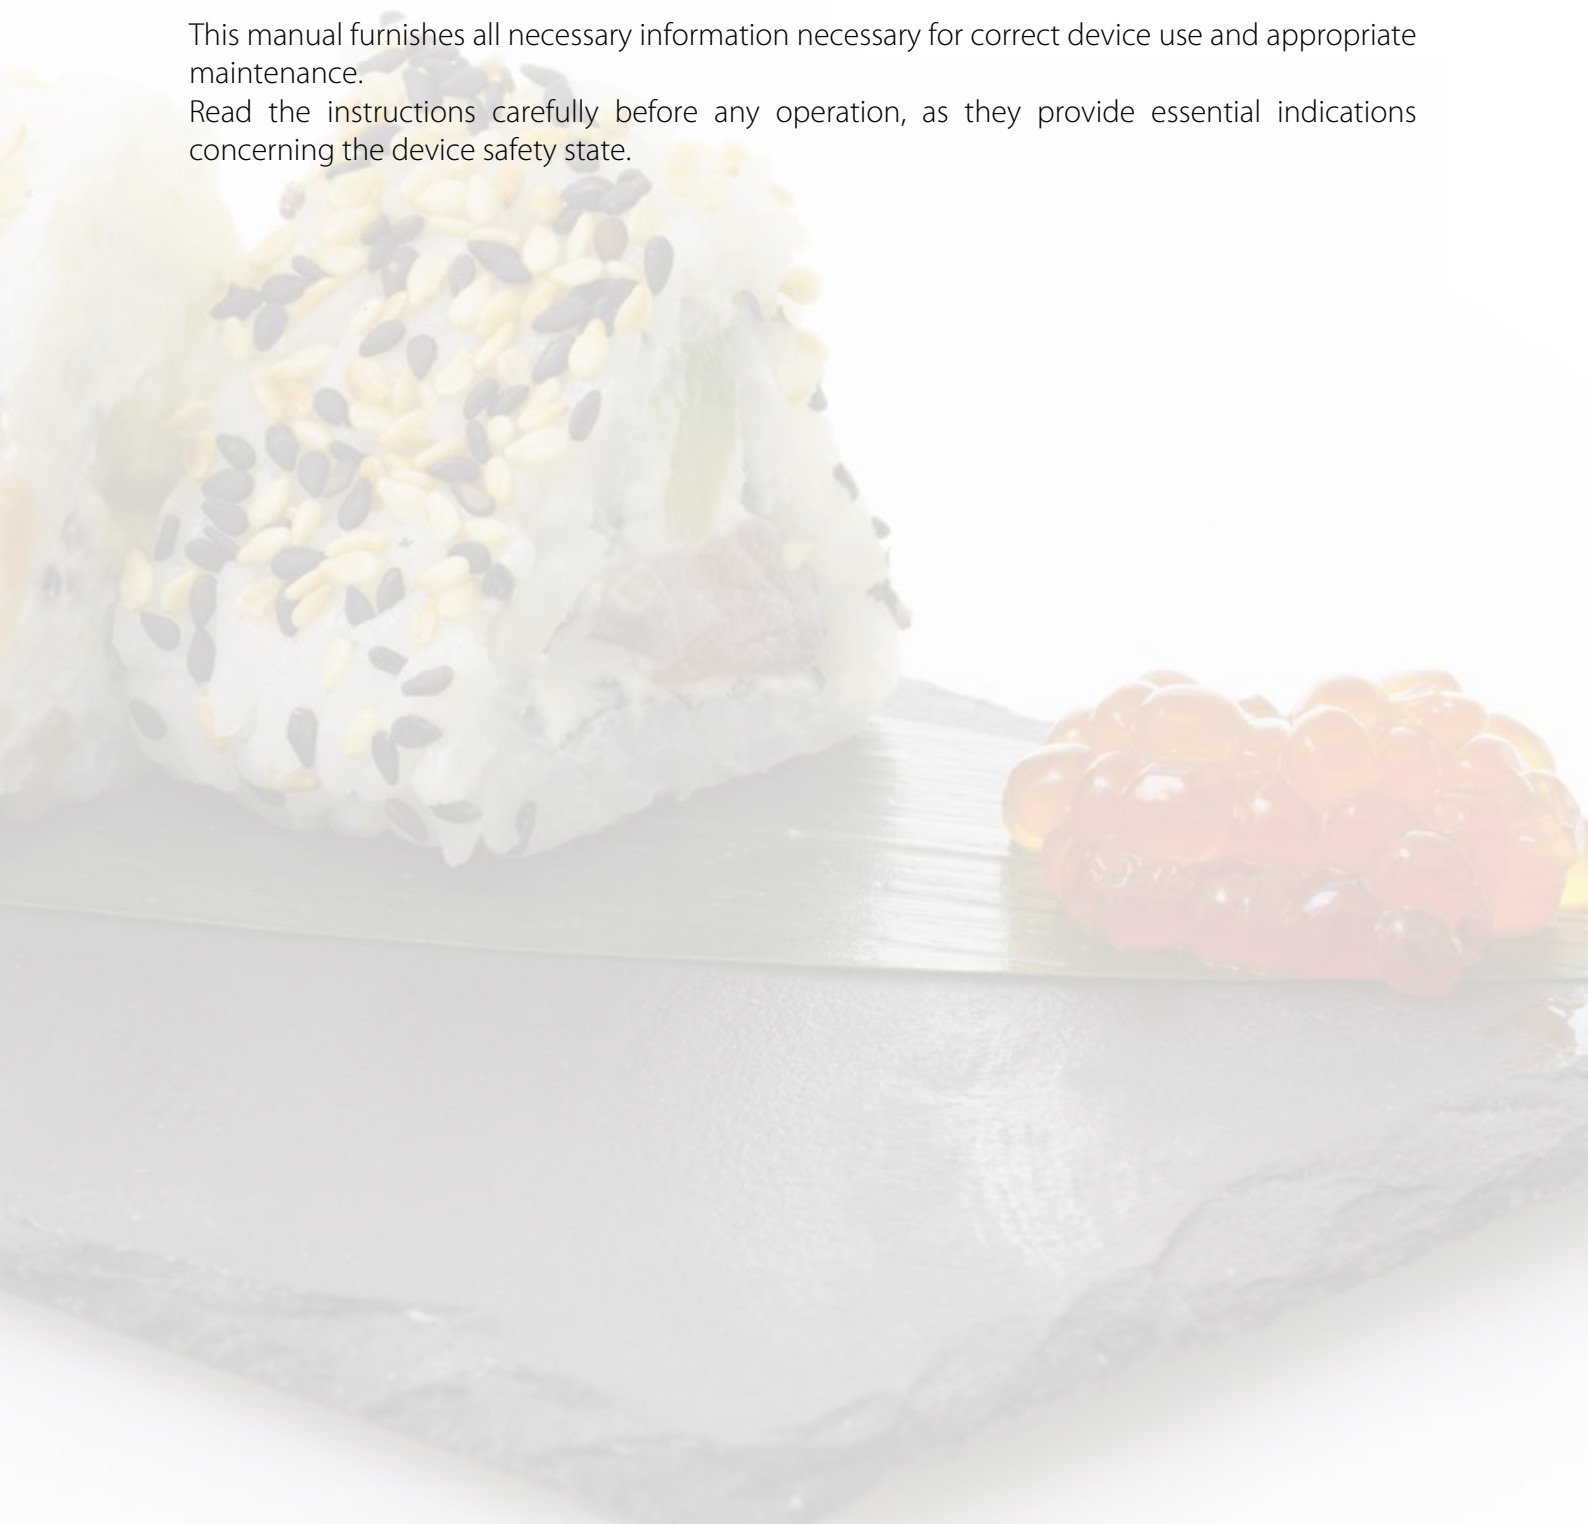 This manual furnishes all necessary information necessary for correct device use and appropriate
maintenance.
Read the instructions carefully before any operation, as they provide essential indications
concerning the device safety state.